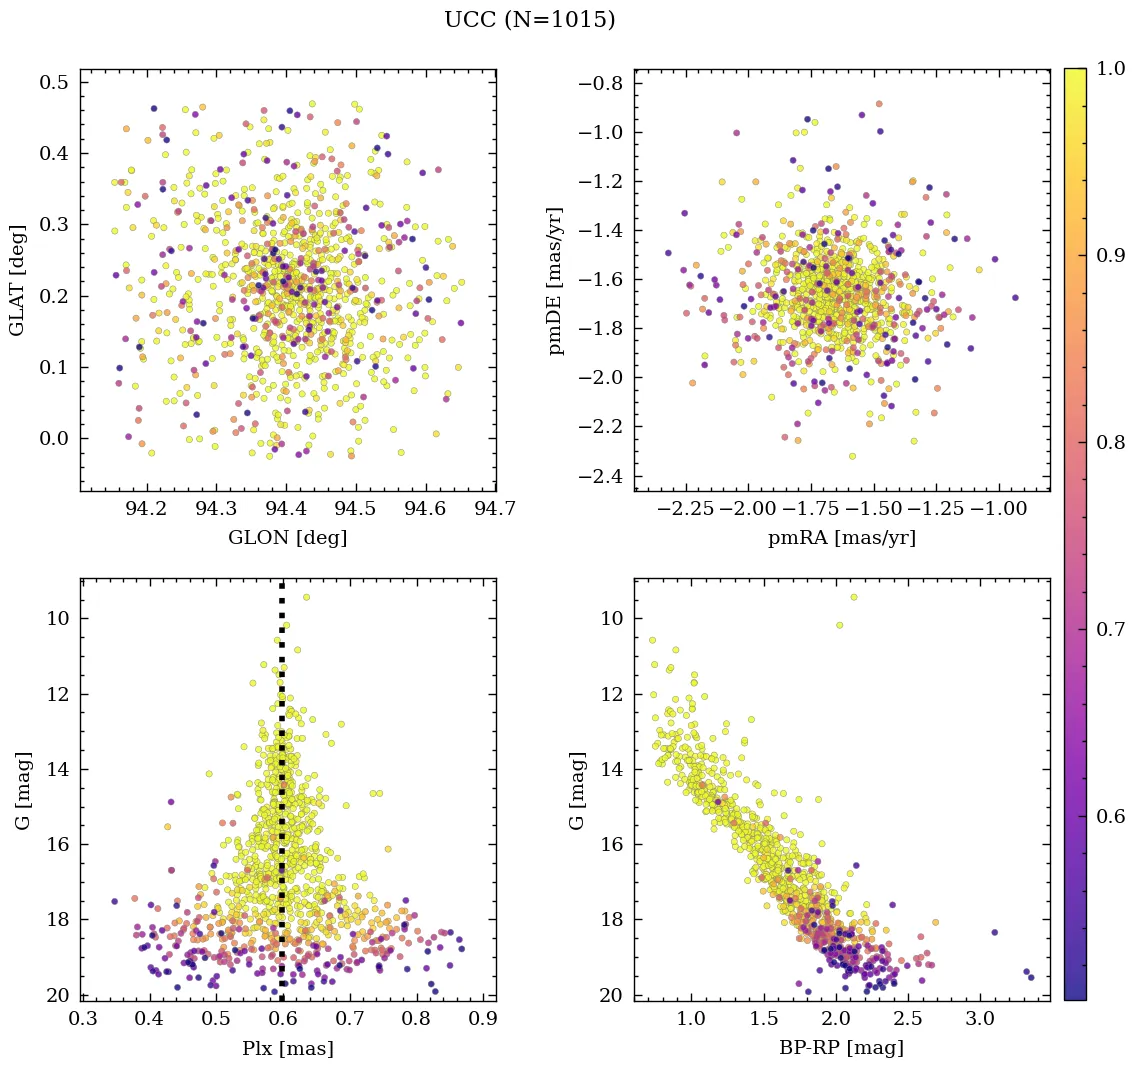 UCC (N=1015)
0.5
0.4
0.3
0.2
0.1
0.0
GLAT [deg]
94.2 94.3 94.4 94.5 94.6 94.7
GLON [deg]
−0.8
−1.0
−1.2
−1.4
−1.6
−1.8
−2.0
−2.2
−2.4
pmDE [mas/yr]
−2.25 −2.00 −1.75 −1.50 −1.25 −1.00
pmRA [mas/yr]
1.0
0.9
0.8
0.7
0.6
10
12
14
16
18
20
G [mag]
0.3 0.4 0.5 0.6 0.7 0.8 0.9
Plx [mas]
10
12
14
16
18
20
G [mag]
1.0 1.5 2.0 2.5 3.0
BP-RP [mag]